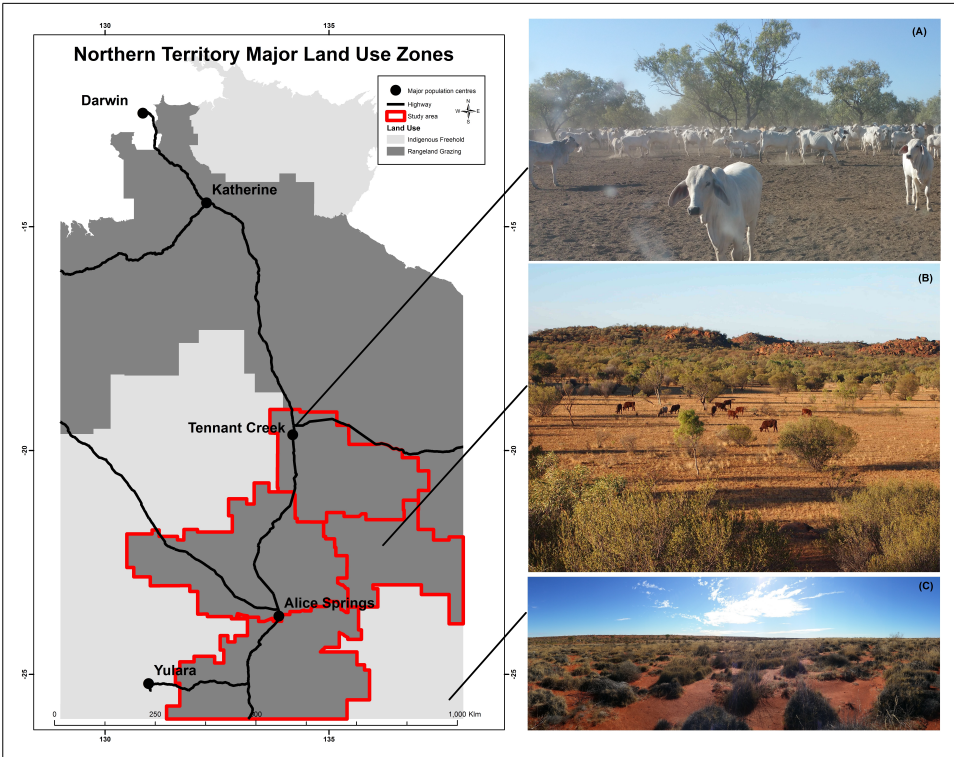 130
135
Northern Territory Major Land Use Zones
Major population centres
Highway
Study area
Land Use
Indigenous Freehold
Rangeland Grazing
N
W
E
S
Darwin
Katherine
-15
-15
Tennant Creek
-20
-20
Alice Springs
Yulara
-25
-25
0
250
1,000 Km
130
135
(A)
(B)
(C)